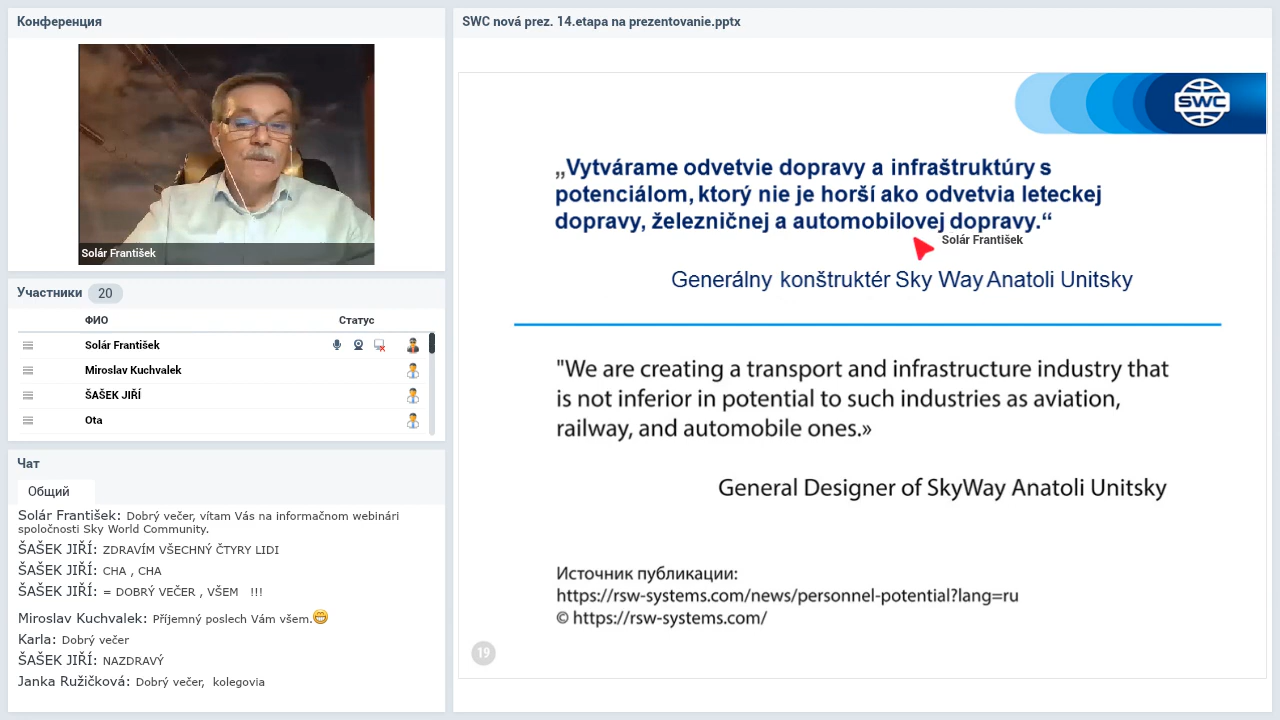 Конференция
Solár František
Участники 20
ФИО Статус
Solár František
Miroslav Kuchvalek
ŠAŠEK JIŘÍ
Ota
Чат
Общий
Solár František: Dobrý večer, vítam Vás na informačnom webinári
spoločnosti Sky World Community.
ŠAŠEK JIŘÍ: ZDRAVÍM VŠECHNÝ ČTYRY LIDI
ŠAŠEK JIŘÍ: CHA , CHA
ŠAŠEK JIŘÍ: = DOBRÝ VEČER , VŠEM !!!
Miroslav Kuchvalek: Příjemný poslech Vám všem.
Karla: Dobrý večer
ŠAŠEK JIŘÍ: NAZDRAVÝ
Janka Ružičková: Dobrý večer, kolegovia
SWC nová prez. 14.etapa na prezentovanie.pptx
SWC
„Vytvárame odvetvie dopravy a infraštruktúry s
potenciálom, ktorý nie je horší ako odvetvia leteckej
dopravy, železničnej a automobilovej dopravy.“
Solár František
Generálny konštruktér Sky Way Anatoli Unitsky
"We are creating a transport and infrastructure industry that
is not inferior in potential to such industries as aviation,
railway, and automobile ones.»
General Designer of SkyWay Anatoli Unitsky
Источник публикации:
https://rsw-systems.com/news/personnel-potential?lang=ru
© https://rsw-systems.com/
19